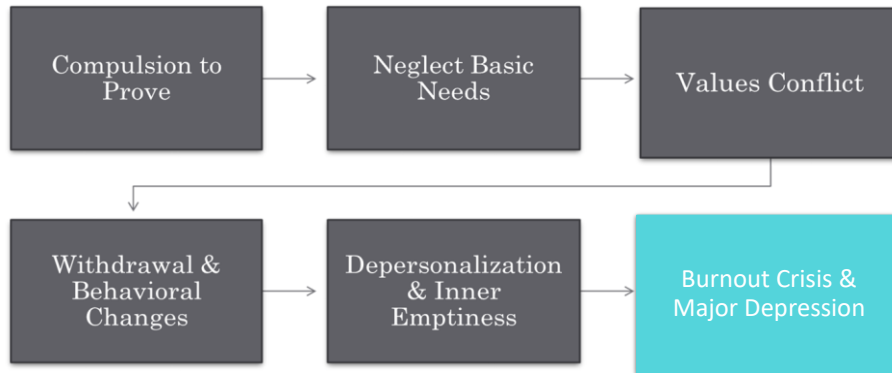 Compulsion to
Prove
Neglect Basic
Needs
Values Conflict
Withdrawal &
Behavioral
Changes
Depersonalization
& Inner
Emptiness
Burnout Crisis &
Major Depression